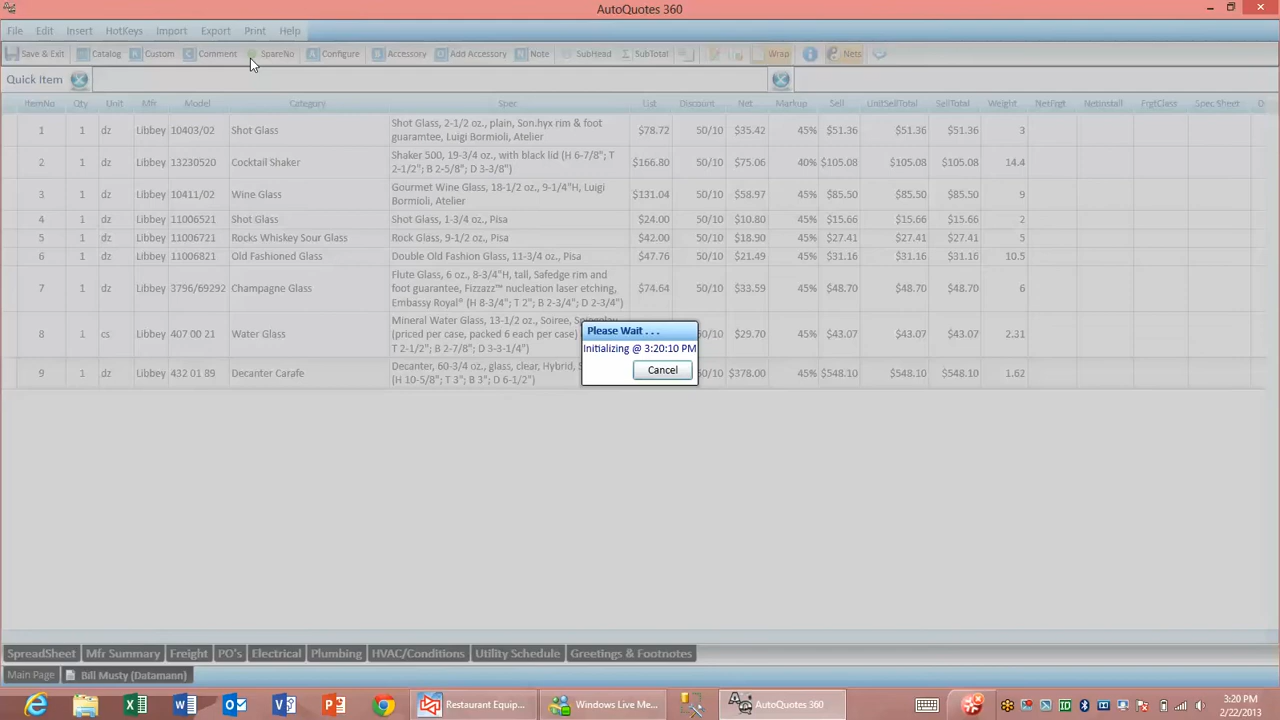 AutoQuotes 360
File Edit Insert HotKeys Import Export Print Help
Save & Exit Catalog Custom Comment SpareNo Configure Accessory Add Accessory Note SubHead Σ SubTotal Wrap Nets
Quick Item
ItemNo Qty Unit Mfr Model Category Spec List Discount... Net Markup Sell UnitSellTotal SellTotal Weight NetFrgt NetInstall FrgtClass Spec Sheet
1 1 dz Libbey 10403/02 Shot Glass Shot Glass, 2-1/2 oz., plain, Son.hyx rim & foot $78.72 50/10 $35.42 45% $51.36 $51.36 $51.36 3
guarantee, Luigi Bormioli, Atelier
2 1 dz Libbey 13230520 Cocktail Shaker Shaker 500, 19-3/4 oz., with black lid (H 6-7/8"; T $166.80 50/10 $75.06 40% $105.08 $105.08 $105.08 14.4
2-1/2"; B 2-5/8"; D 3-3/8")
3 1 dz Libbey 10411/02 Wine Glass Gourmet Wine Glass, 18-1/2 oz., 9-1/4"H, Luigi $131.04 50/10 $58.97 45% $85.50 $85.50 $85.50 9
Bormioli, Atelier
4 1 dz Libbey 11006521 Shot Glass Shot Glass, 1-3/4 oz., Pisa $24.00 50/10 $10.80 45% $15.66 $15.66 $15.66 2
5 1 dz Libbey 11006721 Rocks Whiskey Sour Glass Rock Glass, 9-1/2 oz., Pisa $42.00 50/10 $18.90 45% $27.41 $27.41 $27.41 5
6 1 dz Libbey 11006821 Old Fashioned Glass Double Old Fashion Glass, 11-3/4 oz., Pisa $47.76 50/10 $21.49 45% $31.16 $31.16 $31.16 10.5
7 1 dz Libbey 3796/69292 Champagne Glass Flute Glass, 6 oz., 8-3/4"H, tall, Safedge rim and $74.64 50/10 $33.59 45% $48.70 $48.70 $48.70 6
foot guarantee, Fizzazz™ nucleation laser etching,
Embassy Royal® (H 8-3/4"; T 2"; B 2-3/4"; D 2-3/4")
8 1 cs Libbey 407 00 21 Water Glass Mineral Water Glass, 13-1/2 oz., Soiree, $29.70 45% $43.07 $43.07 $43.07 2.31
(priced per case, packed 6 each per case)
T 2-1/2"; B 2-7/8"; D 3-3-1/4")
9 1 dz Libbey 432 01 89 Decanter Carafe Decanter, 60-3/4 oz., glass, clear, Hybrid, 50/10 $378.00 45% $548.10 $548.10 $548.10 1.62
(H 10-5/8"; T 3"; B 3"; D 6-1/2")
Please Wait . . .
Initializing @ 3:20:10 PM
Cancel
SpreadSheet Mfr Summary Freight PO's Electrical Plumbing HVAC/Conditions Utility Schedule Greetings & Footnotes
Main Page Bill Musty (Datamann)
Restaurant Equip... Windows Live Me... AutoQuotes 360 3:20 PM
2/22/2013